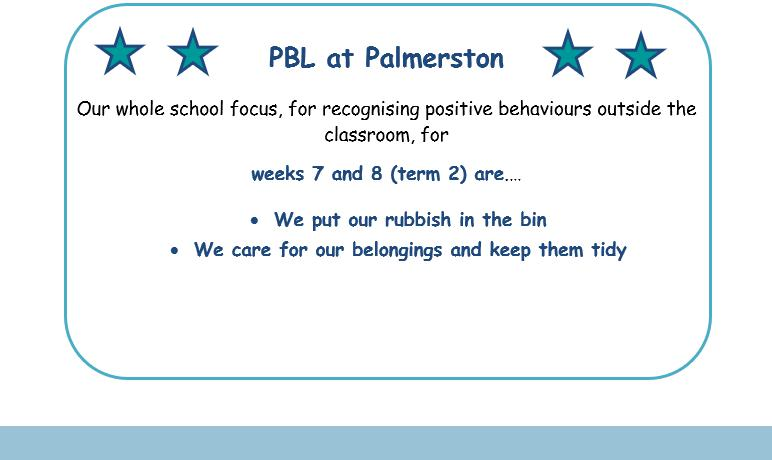 PBL at Palmerston
Our whole school focus, for recognising positive behaviours outside the
classroom, for
weeks 7 and 8 (term 2) are....
• We put our rubbish in the bin
• We care for our belongings and keep them tidy